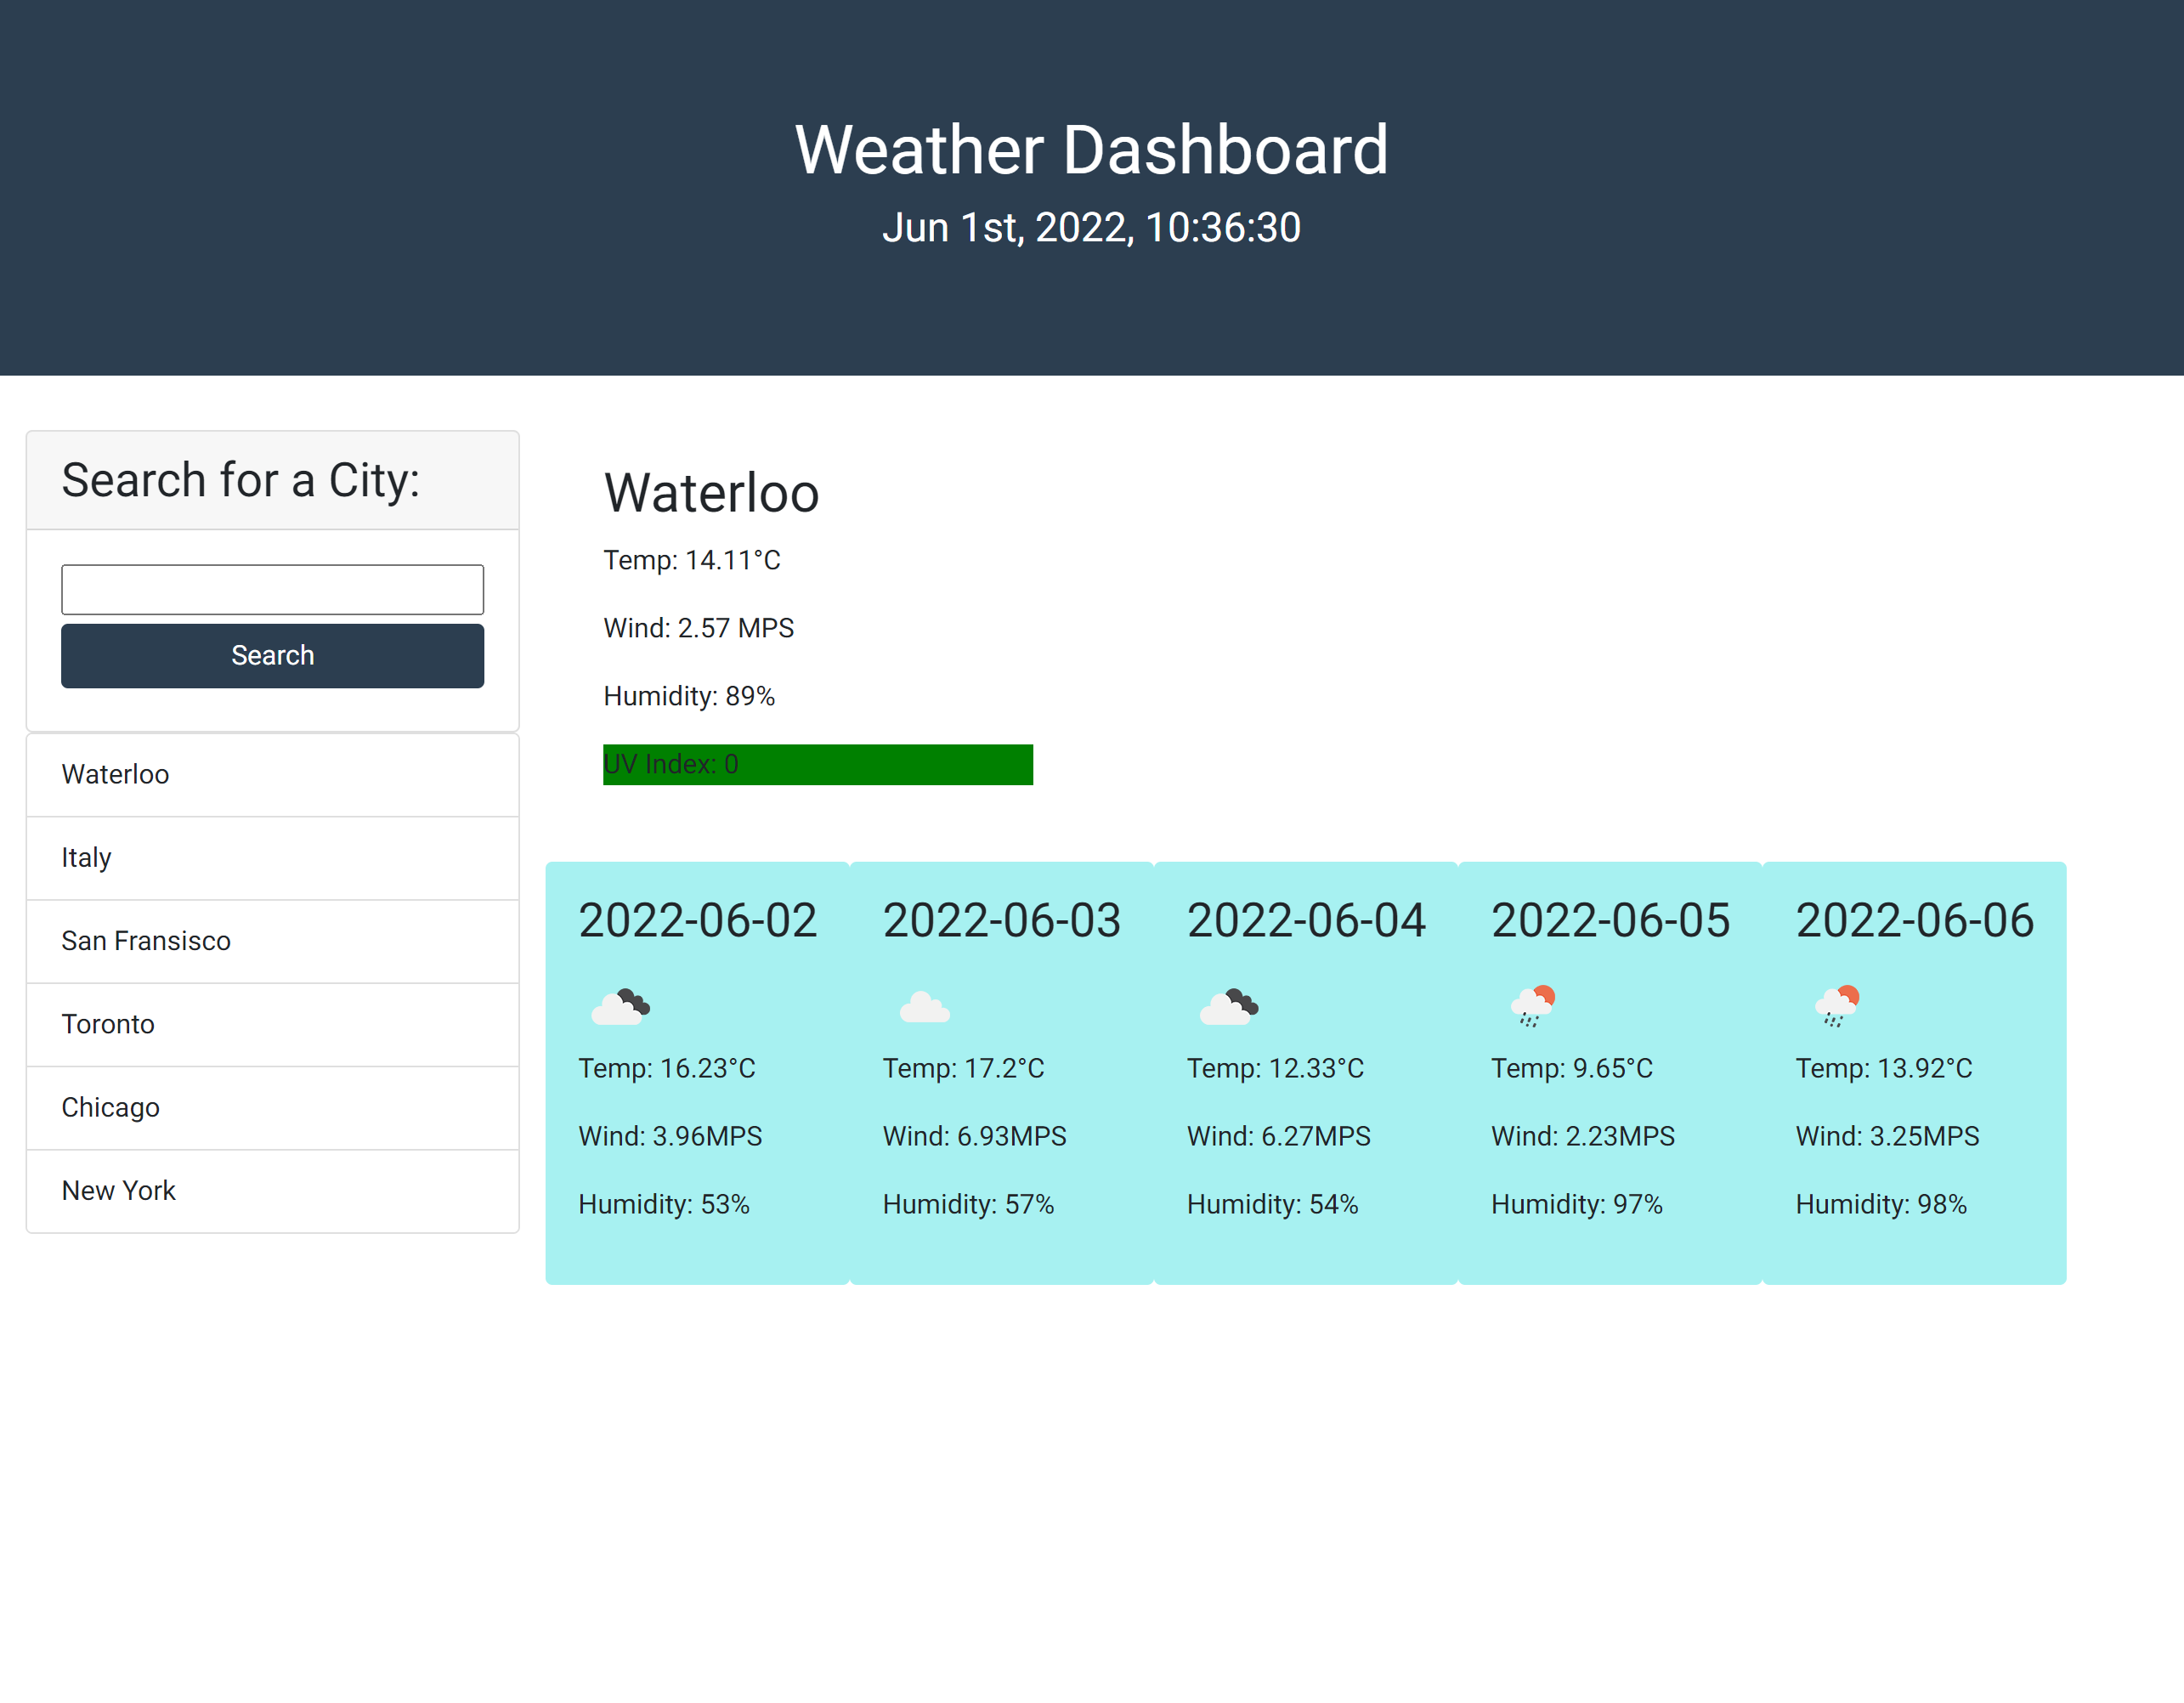 Weather Dashboard
Jun 1st, 2022, 10:36:30
Search for a City:
Search
Waterloo
Italy
San Fransisco
Toronto
Chicago
New York
Waterloo
Temp: 14.11°C
Wind: 2.57 MPS
Humidity: 89%
UV Index: 0
2022-06-02
Temp: 16.23°C
Wind: 3.96MPS
Humidity: 53%
2022-06-03
Temp: 17.2°C
Wind: 6.93MPS
Humidity: 57%
2022-06-04
Temp: 12.33°C
Wind: 6.27MPS
Humidity: 54%
2022-06-05
Temp: 9.65°C
Wind: 2.23MPS
Humidity: 97%
2022-06-06
Temp: 13.92°C
Wind: 3.25MPS
Humidity: 98%